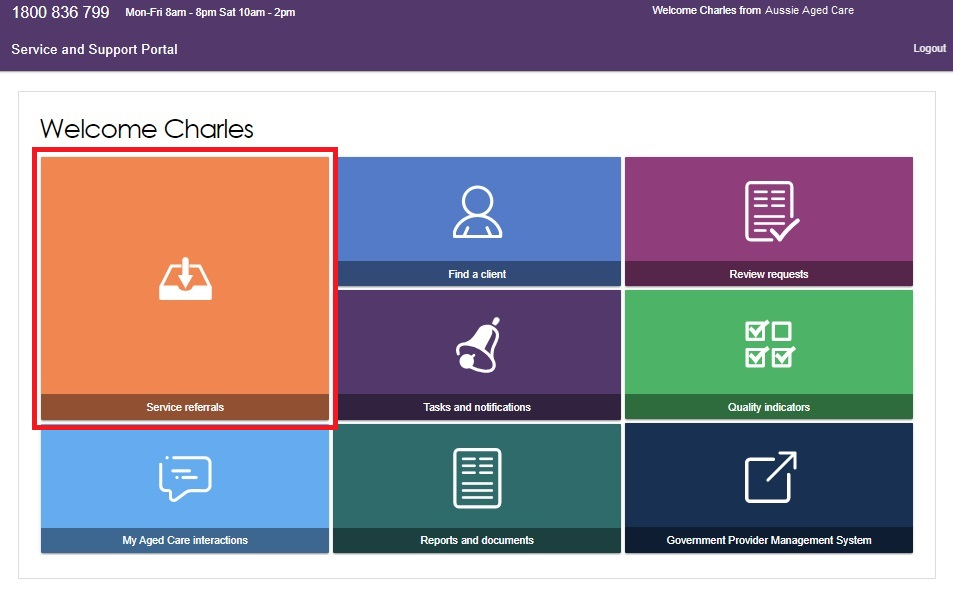 1800 836 799 Mon-Fri 8am - 8pm Sat 10am - 2pm Welcome Charles from Aussie Aged Care
Service and Support Portal Logout
Welcome Charles
Find a client
Review requests
Service referrals
Tasks and notifications
Quality indicators
My Aged Care interactions
Reports and documents
Government Provider Management System